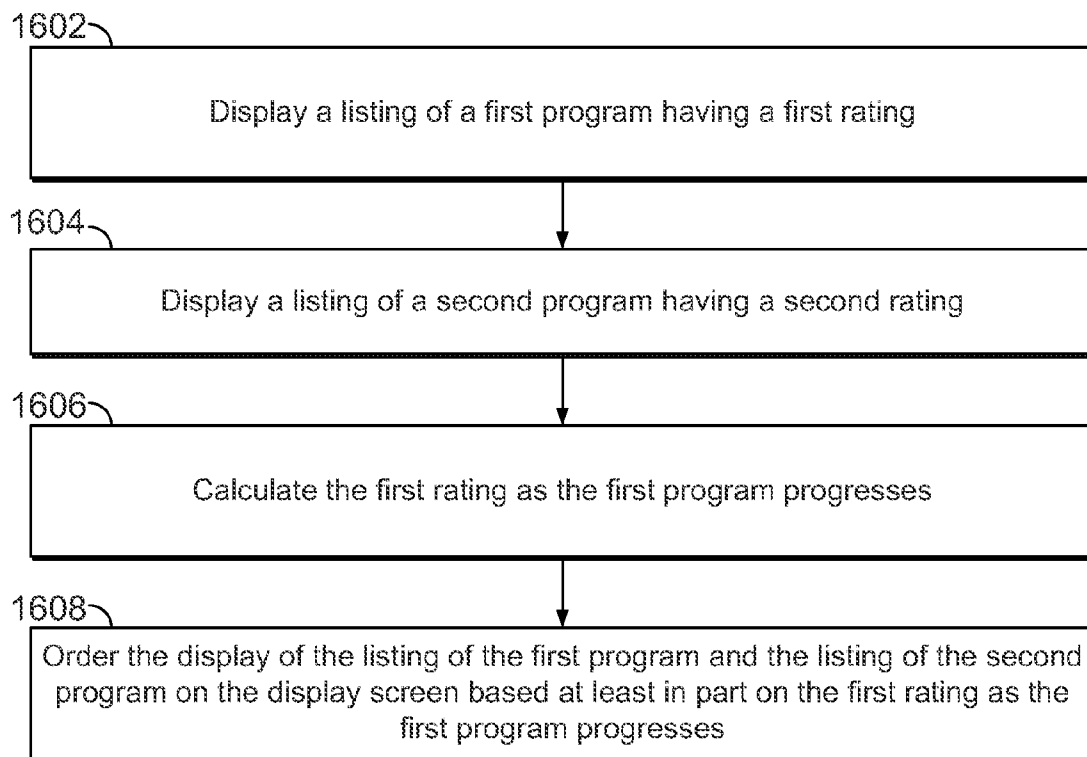 1602
Display a listing of a first program having a first rating
1604
Display a listing of a second program having a second rating
1606
Calculate the first rating as the first program progresses
1608
Order the display of the listing of the first program and the listing of the second
program on the display screen based at least in part on the first rating as the
first program progresses